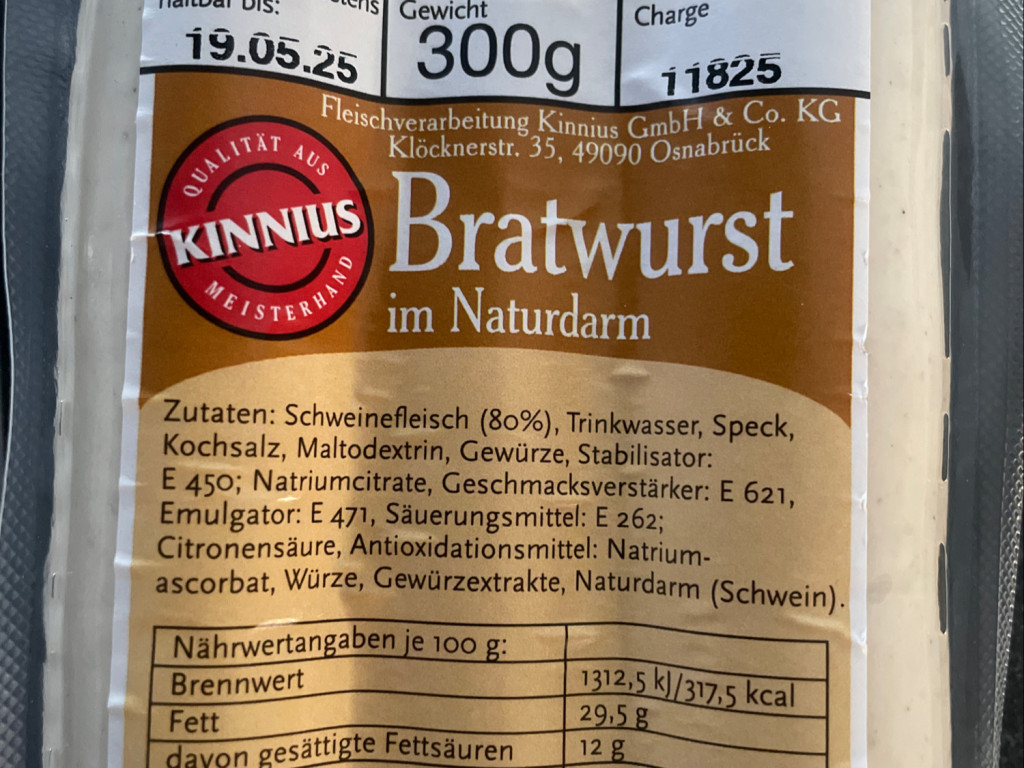 haltbar bis:
Gewicht
Charge
19.05.25
300g
11825
Fleischverarbeitung Kinnius GmbH & Co. KG
Klöcknerstr. 35, 49090 Osnabrück
QUALITÄT AUS
KINNIUS
MEISTERHAND
Bratwurst
im Naturdarm
Zutaten: Schweinefleisch (80%), Trinkwasser, Speck,
Kochsalz, Maltodextrin, Gewürze, Stabilisator:
E 450; Natriumcitrate, Geschmacksverstärker: E 621,
Emulgator: E 471, Säuerungsmittel: E 262;
Citronensäure, Antioxidationsmittel: Natrium-
ascorbat, Würze, Gewürzextrakte, Naturdarm (Schwein).
Nährwertangaben je 100 g:
Brennwert 1312,5 kJ/317,5 kcal
Fett 29,5 g
davon gesättigte Fettsäuren 12 g